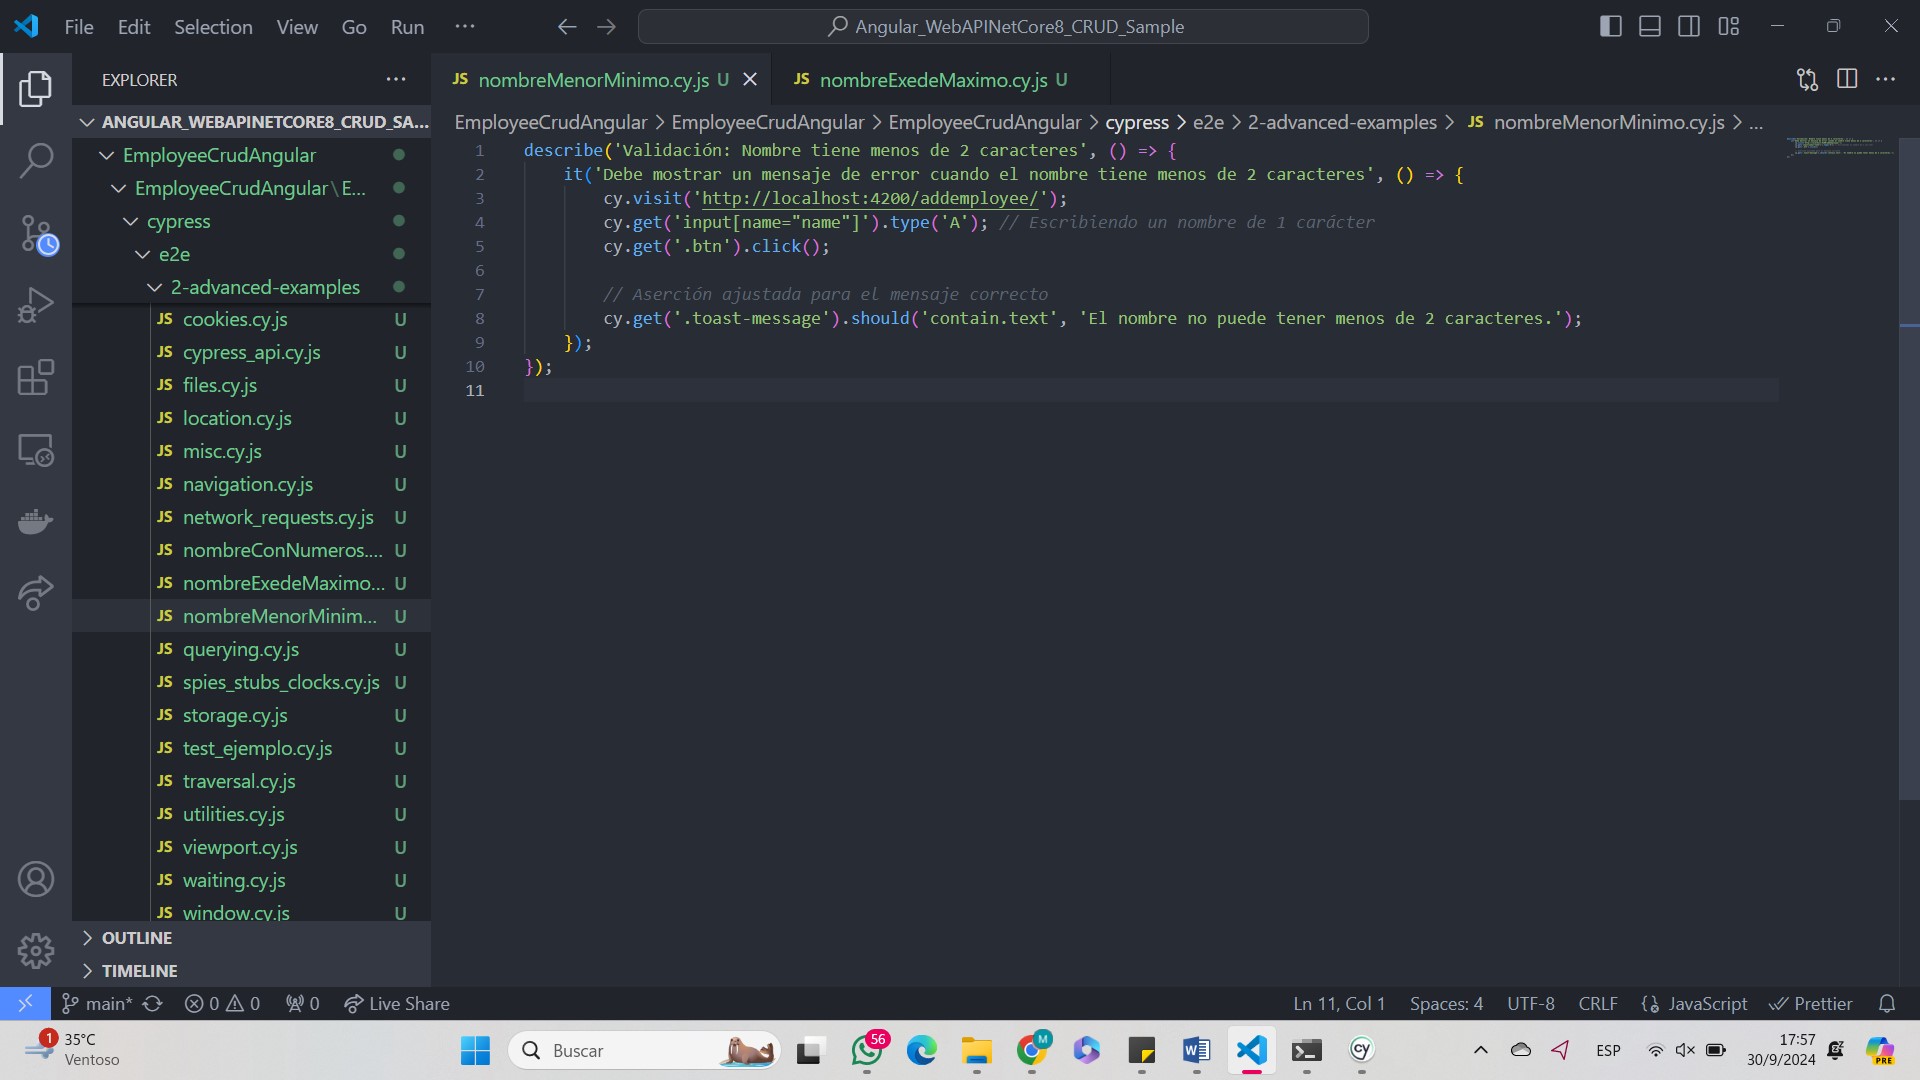 File Edit Selection View Go Run ···
Angular_WebAPINetCore8_CRUD_Sample
EXPLORER
JS nombreMenorMinimo.cy.js U
JS nombreExedeMaximo.cy.js U
ANGULAR_WEBAPINETCORE8_CRUD_SA...
EmployeeCrudAngular > EmployeeCrudAngular > EmployeeCrudAngular > cypress > e2e > 2-advanced-examples > JS nombreMenorMinimo.cy.js > ...
EmployeeCrudAngular
EmployeeCrudAngular\E...
cypress
e2e
2-advanced-examples
JS cookies.cy.js U
JS cypress_api.cy.js U
JS files.cy.js U
JS location.cy.js U
JS misc.cy.js U
JS navigation.cy.js U
JS network_requests.cy.js U
JS nombreConNumeros.... U
JS nombreExedeMaximo... U
JS nombreMenorMinim... U
JS querying.cy.js U
JS spies_stubs_clocks.cy.js U
JS storage.cy.js U
JS test_ejemplo.cy.js U
JS traversal.cy.js U
JS utilities.cy.js U
JS viewport.cy.js U
JS waiting.cy.js U
JS window.cy.js U
OUTLINE
TIMELINE
1 describe('Validación: Nombre tiene menos de 2 caracteres', () => {
2 it('Debe mostrar un mensaje de error cuando el nombre tiene menos de 2 caracteres', () => {
3 cy.visit('http://localhost:4200/addemployee/');
4 cy.get('input[name="name"]').type('A'); // Escribiendo un nombre de 1 carácter
5 cy.get('.btn').click();
6
7 // Aserción ajustada para el mensaje correcto
8 cy.get('.toast-message').should('contain.text', 'El nombre no puede tener menos de 2 caracteres.');
9 });
10 });
11
main* 0 0 0 Live Share
Ln 11, Col 1 Spaces: 4 UTF-8 CRLF {} JavaScript Prettier
1 35°C
Ventoso
Buscar
56
M
cy
ESP
17:57
30/9/2024
PRE